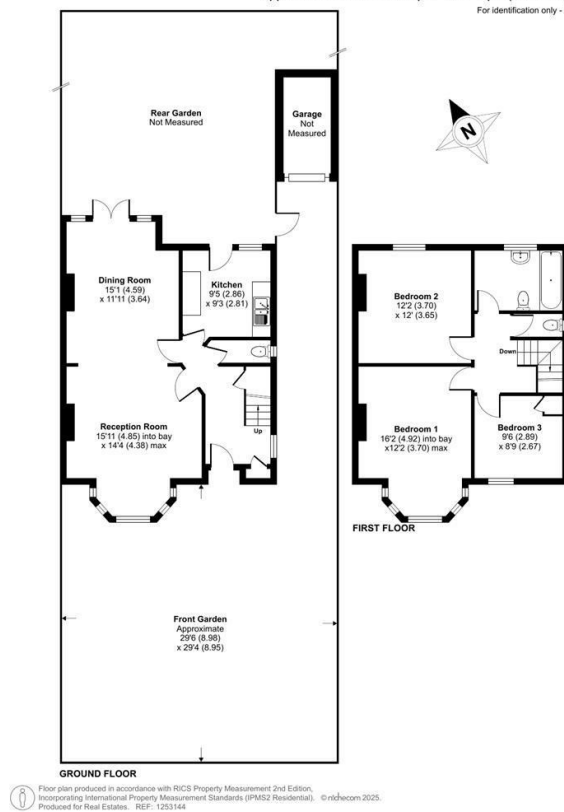 For identification only -
Rear Garden
Not Measured
Garage
Not
Measured
N
Dining Room
15'1 (4.59)
x 11'11 (3.64)
Kitchen
9'5 (2.86)
x 9'3 (2.81)
Reception Room
15'11 (4.85) into bay
x 14'4 (4.38) max
Up
Bedroom 2
12'2 (3.70)
x 12' (3.65)
Down
Bedroom 1
16'2 (4.92) into bay
x12'2 (3.70) max
Bedroom 3
9'6 (2.89)
x 8'9 (2.67)
FIRST FLOOR
Front Garden
Approximate
29'6 (8.98)
x 29'4 (8.95)
GROUND FLOOR
Floor plan produced in accordance with RICS Property Measurement 2nd Edition,
Incorporating International Property Measurement Standards (IPMS2 Residential). © nichecom 2025.
Produced for Real Estates. REF: 1253144